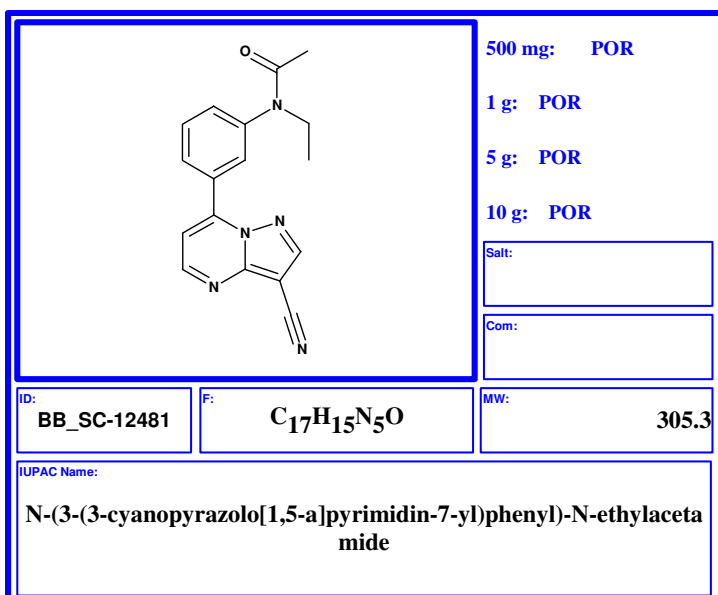 O
N
N
N
N
N
500 mg: POR
1 g: POR
5 g: POR
10 g: POR
Salt:
Com:
ID:
BB_SC-12481
F:
C17H15N5O
MW:
305.3
IUPAC Name:
N-(3-(3-cyanopyrazolo[1,5-a]pyrimidin-7-yl)phenyl)-N-ethylaceta
mide